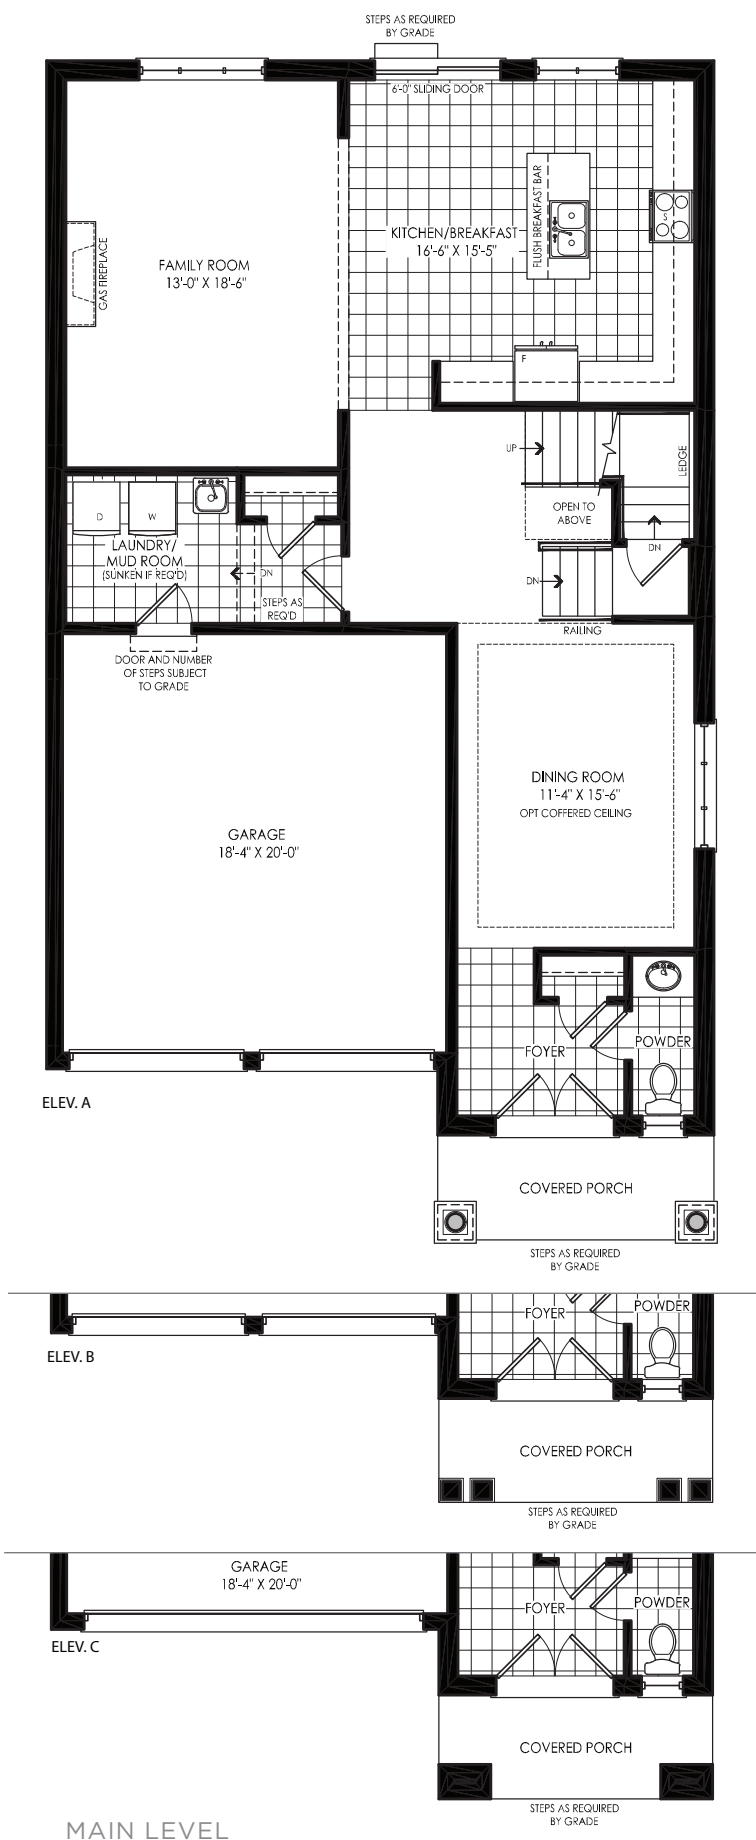 STEPS AS REQUIRED
BY GRADE
6'-0" SLIDING DOOR
FLUSH BREAKFAST BAR
KITCHEN/BREAKFAST
16'-6" X 15'-5"
S
GAS FIREPLACE
FAMILY ROOM
13'-0" X 18'-6"
F
UP
LEDGE
OPEN TO
ABOVE
D
W
LAUNDRY/
MUD ROOM
(SUNKEN IF REQ'D)
DN
STEPS AS
REQ'D
DN
DN
RAILING
DOOR AND NUMBER
OF STEPS SUBJECT
TO GRADE
DINING ROOM
11'-4" X 15'-6"
OPT COFFERED CEILING
GARAGE
18'-4" X 20'-0"
FOYER
POWDER
ELEV. A
COVERED PORCH
STEPS AS REQUIRED
BY GRADE
FOYER
POWDER
ELEV. B
COVERED PORCH
STEPS AS REQUIRED
BY GRADE
GARAGE
18'-4" X 20'-0"
FOYER
POWDER
ELEV. C
COVERED PORCH
STEPS AS REQUIRED
BY GRADE
MAIN LEVEL